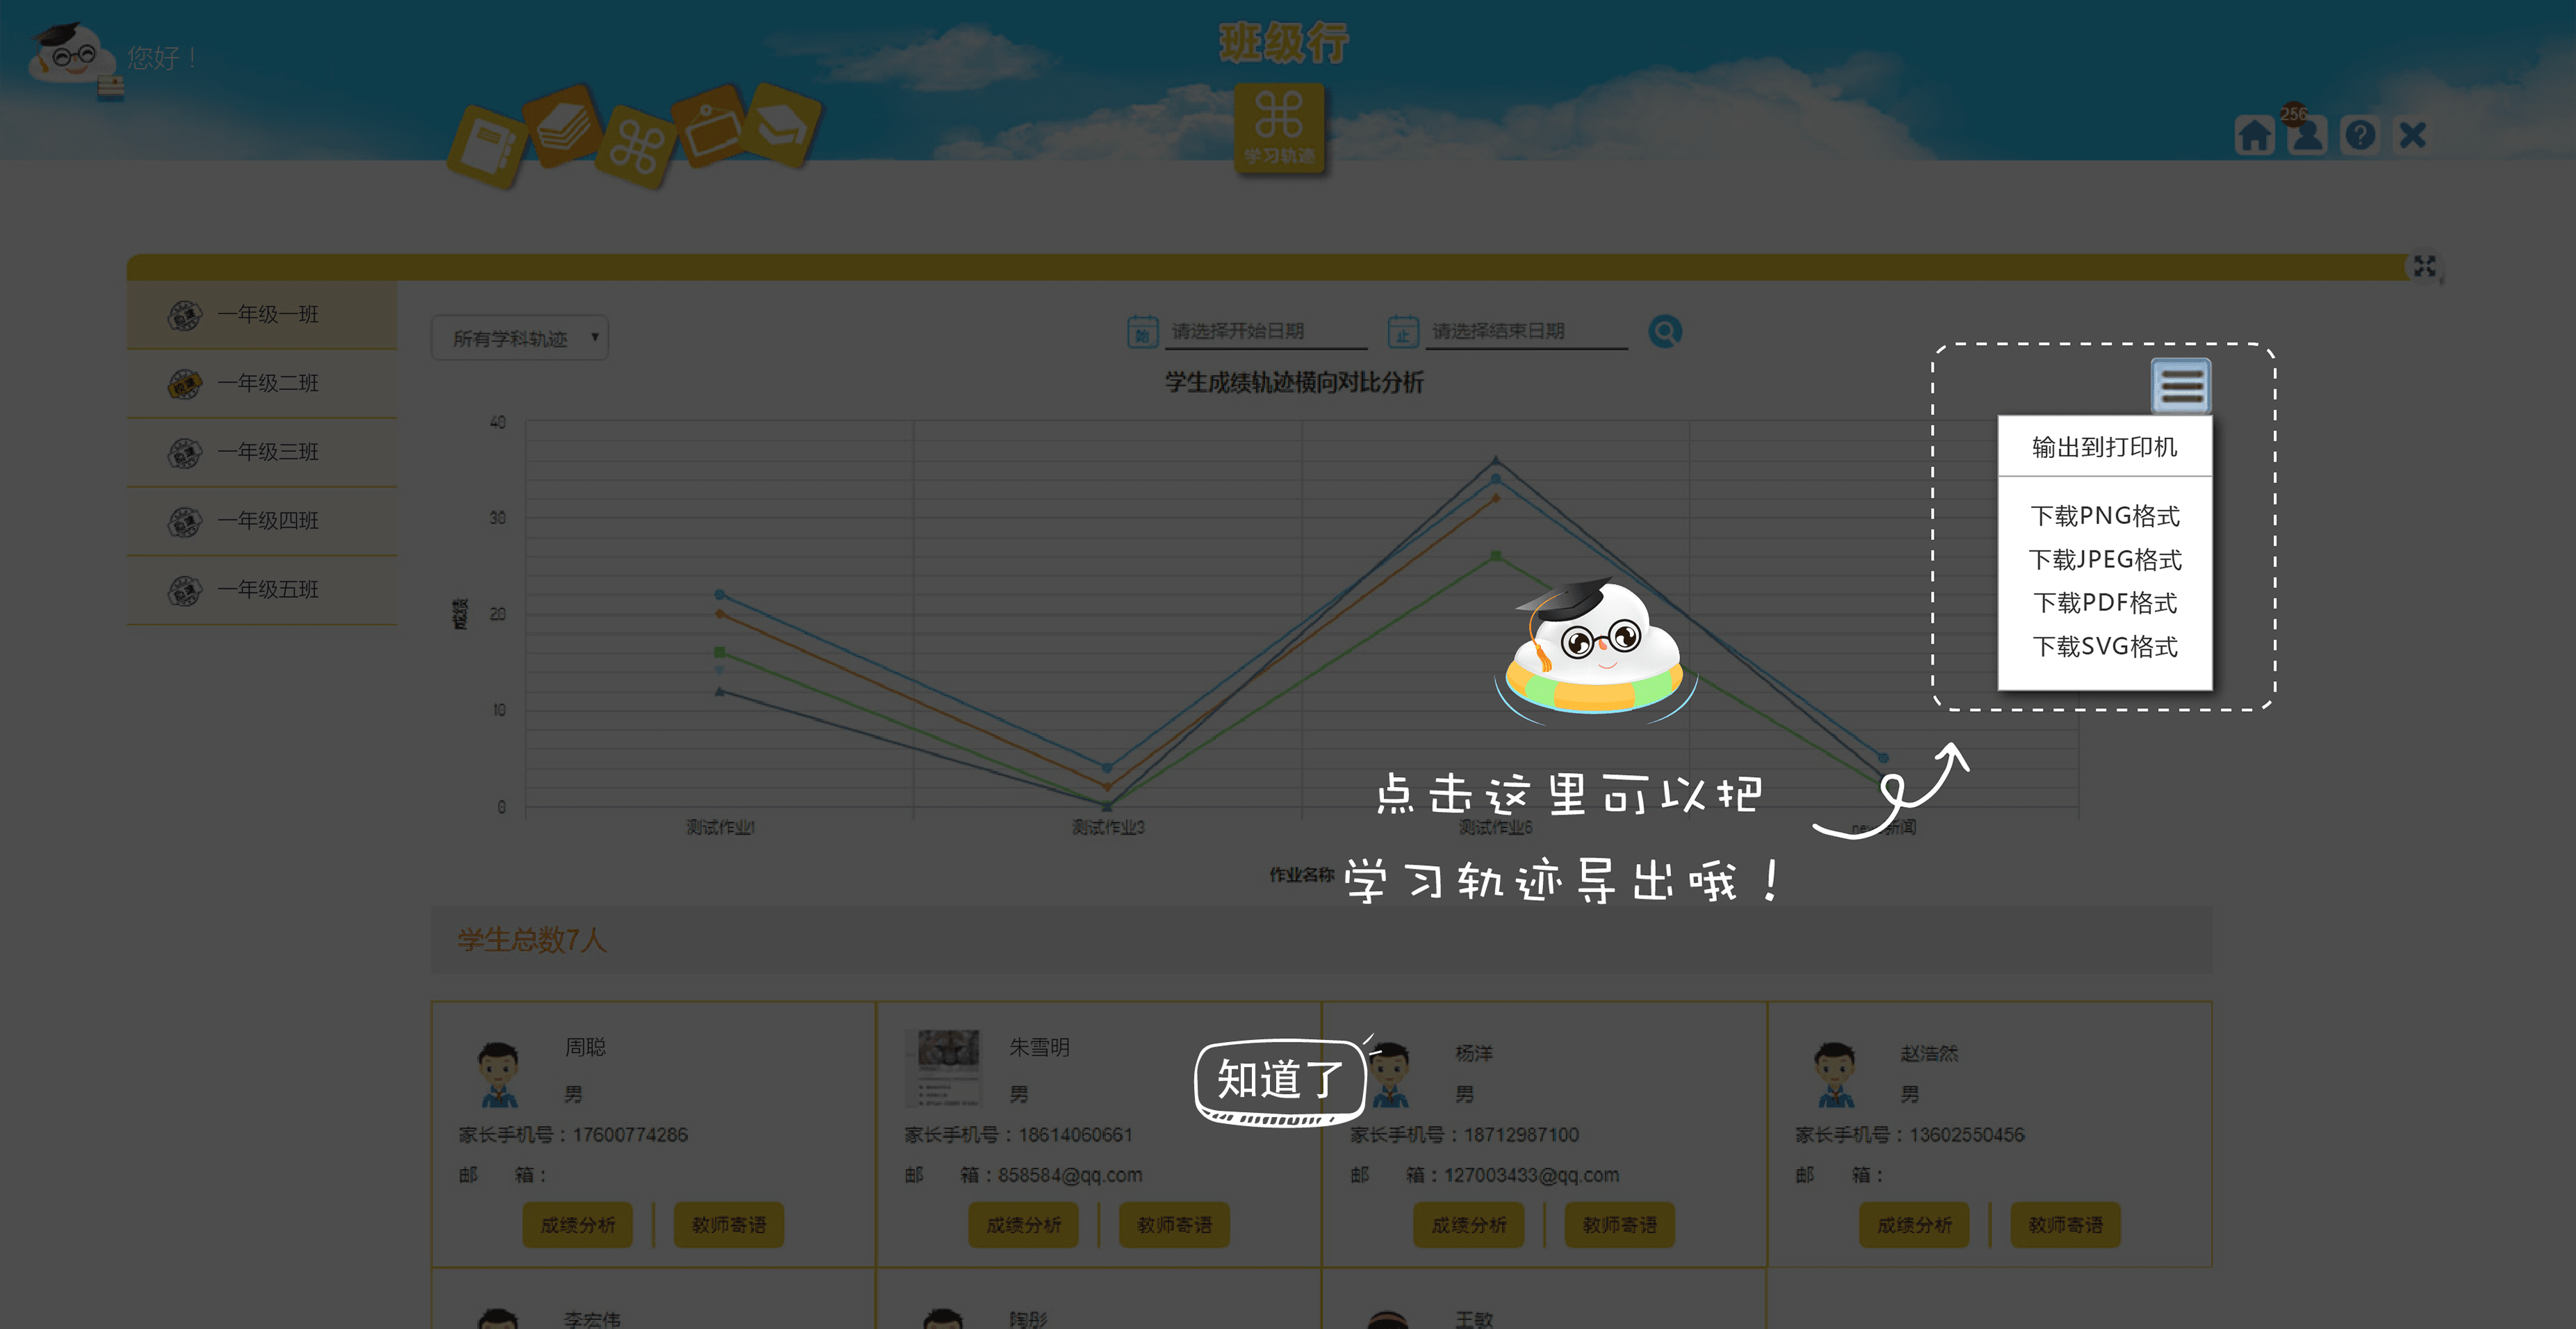 班级行
您好！
256
学习轨迹
一年级一班
一年级二班
一年级三班
一年级四班
一年级五班
所有学科轨迹
始 请选择开始日期
止 请选择结束日期
学生成绩轨迹横向对比分析
输出到打印机
下载PNG格式
下载JPEG格式
下载PDF格式
下载SVG格式
成绩
40
30
20
10
0
测试作业1
测试作业3
测试作业6
作业名称
点击这里可以把
学习轨迹导出哦！
学生总数7人
周聪
男
家长手机号：17600774286
邮 箱：
成绩分析
教师寄语
朱雪明
男
家长手机号：18614060661
邮 箱：858584@qq.com
成绩分析
教师寄语
知道了
杨洋
男
家长手机号：18712987100
邮 箱：127003433@qq.com
成绩分析
教师寄语
赵浩然
男
家长手机号：13602550456
邮 箱：
成绩分析
教师寄语
李宏伟
陶彤
王敏